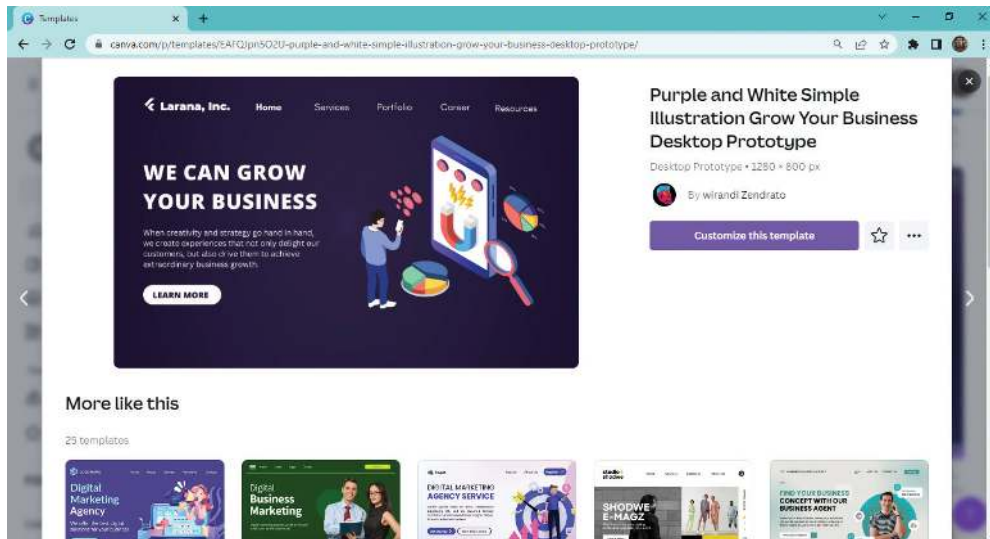 Templates
canva.com/p/templates/EAFQJpn5O2U-purple-and-white-simple-illustration-grow-your-business-desktop-prototype/
Larana, Inc. Home Services Portfolio Career Resources
WE CAN GROW
YOUR BUSINESS
When creativity and strategy go hand in hand,
we create experiences that not only delight our
customers, but also drive them to achieve
extraordinary business growth.
LEARN MORE
Purple and White Simple
Illustration Grow Your Business
Desktop Prototype
Desktop Prototype • 1280 × 800 px
By wirandi Zendrato
Customize this template
More like this
25 templates
Digital
Marketing
Agency
Digital
Business
Marketing
DIGITAL MARKETING
AGENCY SERVICE
studio
shodwe
SHODWE
E-MAGZ
FIND YOUR BUSINESS
CONCEPT WITH OUR
BUSINESS AGENT